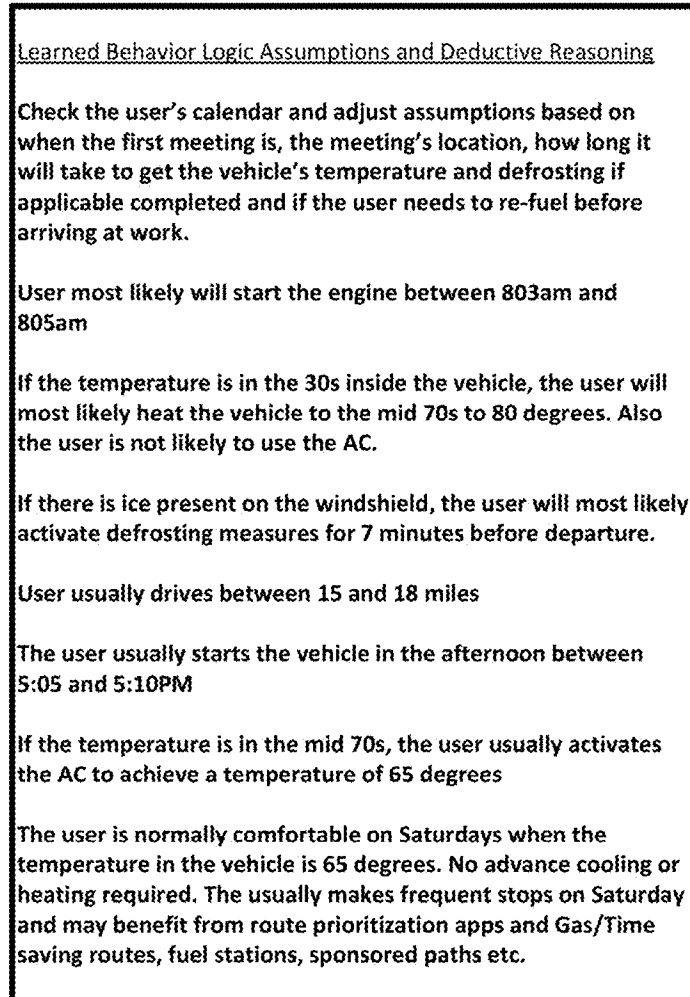 Learned Behavior Logic Assumptions and Deductive Reasoning
Check the user's calendar and adjust assumptions based on
when the first meeting is, the meeting's location, how long it
will take to get the vehicle's temperature and defrosting if
applicable completed and if the user needs to re-fuel before
arriving at work.
User most likely will start the engine between 803am and
805am
If the temperature is in the 30s inside the vehicle, the user will
most likely heat the vehicle to the mid 70s to 80 degrees. Also
the user is not likely to use the AC.
If there is ice present on the windshield, the user will most likely
activate defrosting measures for 7 minutes before departure.
User usually drives between 15 and 18 miles
The user usually starts the vehicle in the afternoon between
5:05 and 5:10PM
If the temperature is in the mid 70s, the user usually activates
the AC to achieve a temperature of 65 degrees
The user is normally comfortable on Saturdays when the
temperature in the vehicle is 65 degrees. No advance cooling or
heating required. The usually makes frequent stops on Saturday
and may benefit from route prioritization apps and Gas/Time
saving routes, fuel stations, sponsored paths etc.